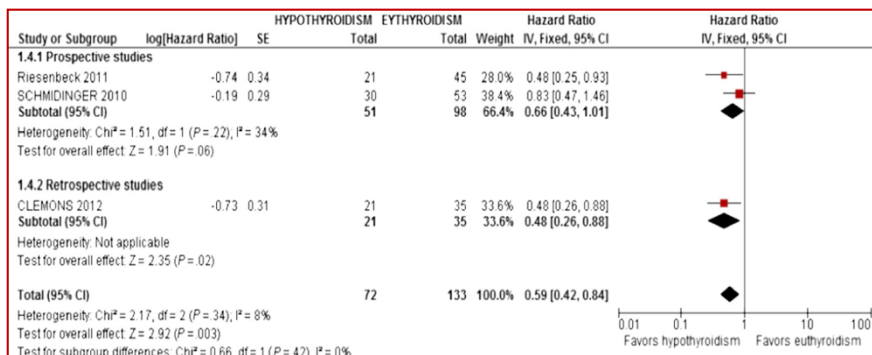 HYPOTHYROIDISM EYTHYROIDISM Hazard Ratio Hazard Ratio
Study or Subgroup log[Hazard Ratio] SE Total Total Weight IV, Fixed, 95% CI IV, Fixed, 95% CI
1.4.1 Prospective studies
Riesenbeck 2011 -0.74 0.34 21 45 28.0% 0.48 [0.25, 0.93]
SCHMIDINGER 2010 -0.19 0.29 30 53 38.4% 0.83 [0.47, 1.46]
Subtotal (95% CI) 51 98 66.4% 0.66 [0.43, 1.01]
Heterogeneity: Chi² = 1.51, df = 1 (P = .22); I² = 34%
Test for overall effect: Z = 1.91 (P = .06)
1.4.2 Retrospective studies
CLEMONS 2012 -0.73 0.31 21 35 33.6% 0.48 [0.26, 0.88]
Subtotal (95% CI) 21 35 33.6% 0.48 [0.26, 0.88]
Heterogeneity: Not applicable
Test for overall effect: Z = 2.35 (P = .02)
Total (95% CI) 72 133 100.0% 0.59 [0.42, 0.84]
Heterogeneity: Chi² = 2.17, df = 2 (P = .34); I² = 8%
Test for overall effect: Z = 2.92 (P = .003)
Test for subgroup differences: Chi² = 0.66, df = 1 (P = .42), I² = 0%
0.01 0.1 1 10 100
Favors hypothyroidism Favors euthyroidism